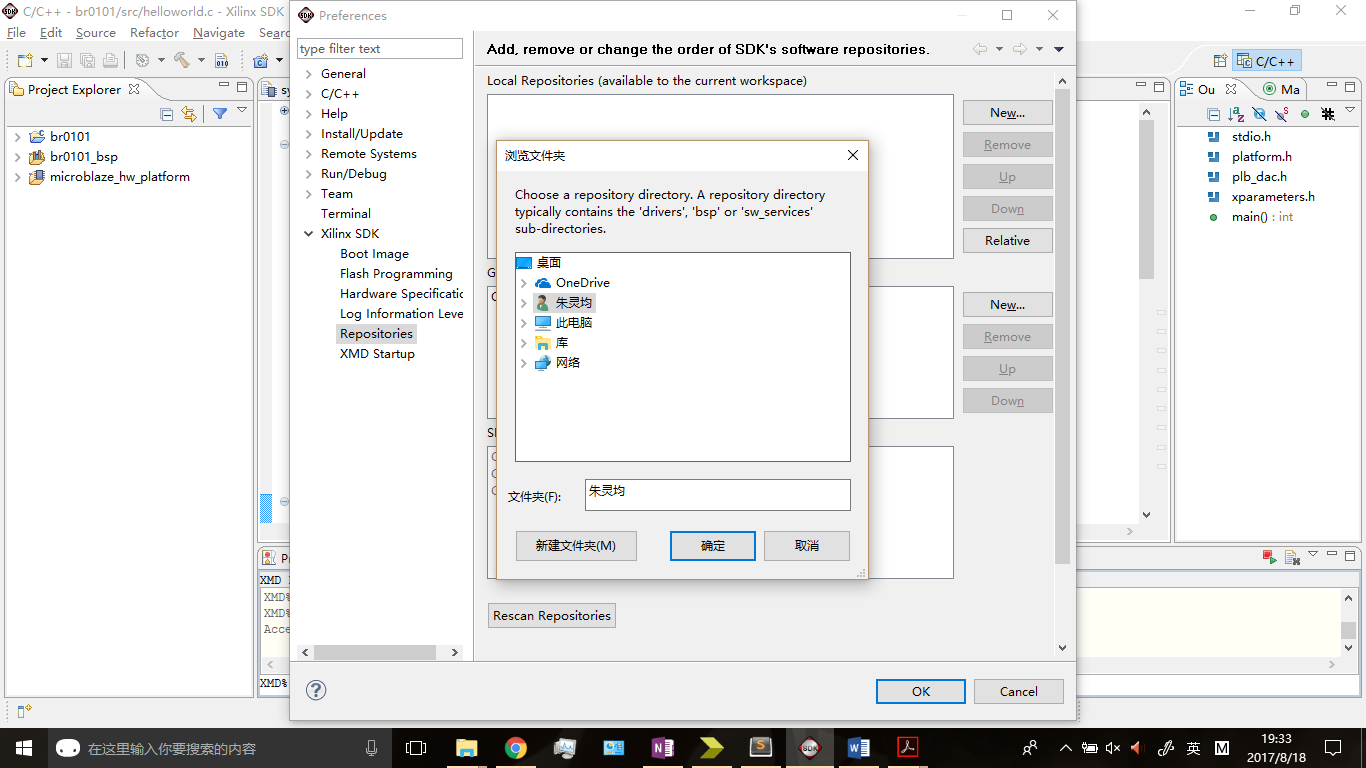 C/C++ - br0101/src/helloworld.c - Xilinx SDK
File Edit Source Refactor Navigate
C/C++
Project Explorer
br0101
br0101_bsp
microblaze_hw_platform
Preferences
type filter text
General
C/C++
Help
Install/Update
Remote Systems
Run/Debug
Team
Terminal
Xilinx SDK
Boot Image
Flash Programming
Hardware Specificatic
Log Information Leve
Repositories
XMD Startup
Add, remove or change the order of SDK's software repositories.
Local Repositories (available to the current workspace)
New...
Remove
Up
Down
Relative
New...
Remove
Up
Down
Rescan Repositories
OK
Cancel
浏览文件夹
Choose a repository directory. A repository directory
typically contains the 'drivers', 'bsp' or 'sw_services'
sub-directories.
桌面
OneDrive
朱灵均
此电脑
库
网络
文件夹(F):
朱灵均
新建文件夹(M)
确定
取消
Ou
Ma
stdio.h
platform.h
plb_dac.h
xparameters.h
main() : int
XMD
XMD%
XMD%
Acce
XMD%
在这里输入你要搜索的内容
英
M
19:33
2017/8/18